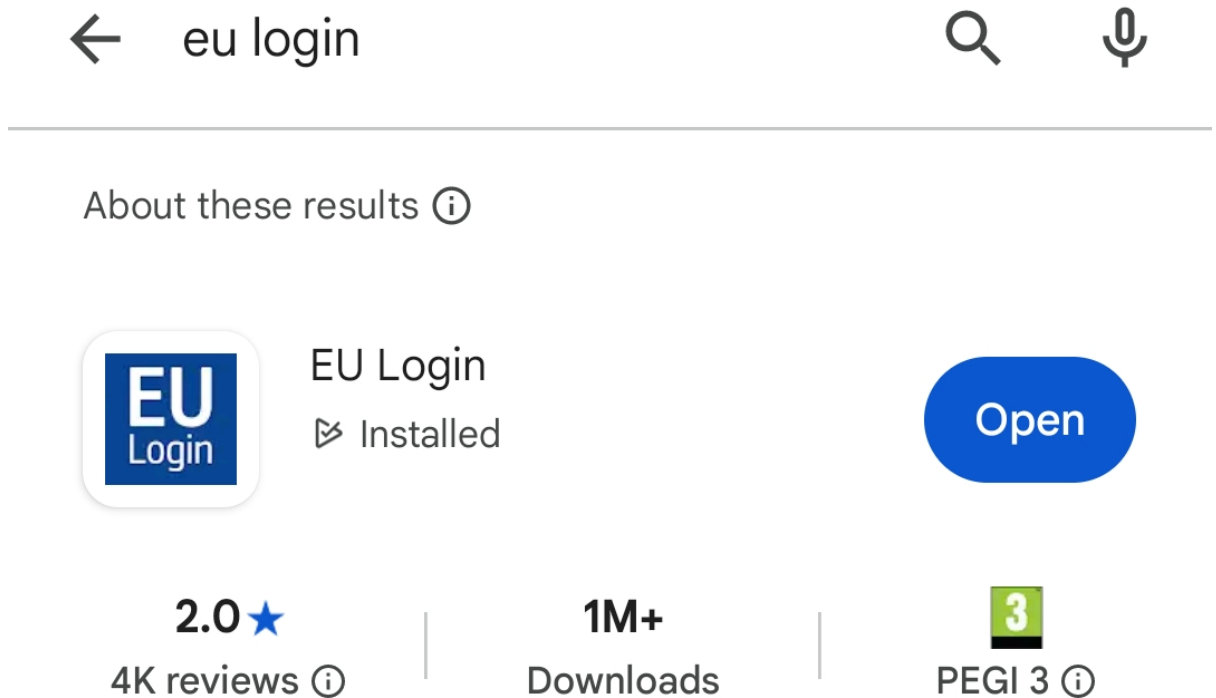 eu login
About these results
EU
Login
EU Login
Installed
Open
2.0★
4K reviews
1M+
Downloads
3
PEGI 3